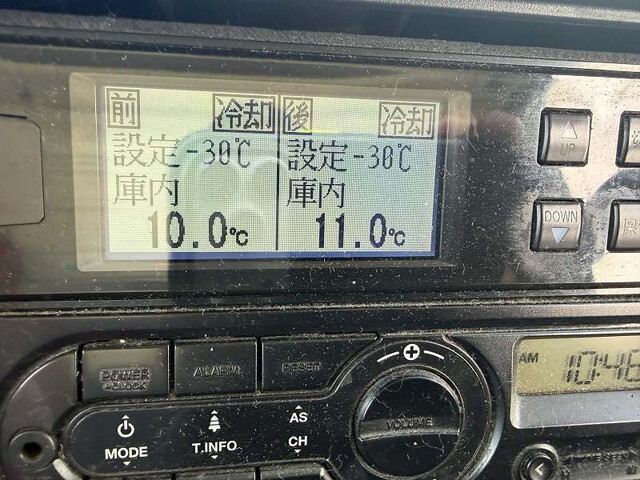 前 冷却 後 冷却
設定-30℃ 設定-30℃
庫内 庫内
10.0℃ 11.0℃
UP
DOWN
POWER ALARM RESET
CLOCK
MODE T.INFO AS CH
VOLUME
AM 10:46